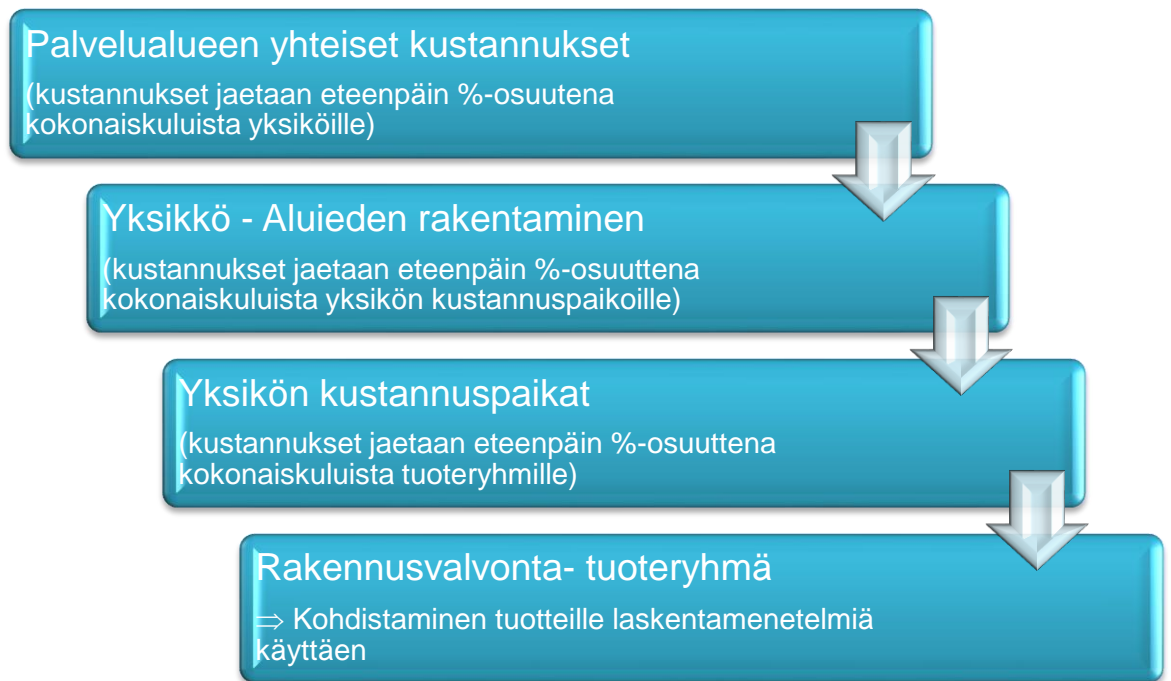 Palvelualueen yhteiset kustannukset
(kustannukset jaetaan eteenpäin %-osuutena
kokonaiskuluista yksiköille)
Yksikkö - Aluieden rakentaminen
(kustannukset jaetaan eteenpäin %-osuuttena
kokonaiskuluista yksikön kustannuspaikoille)
Yksikön kustannuspaikat
(kustannukset jaetaan eteenpäin %-osuuttena
kokonaiskuluista tuoteryhmille)
Rakennusvalvonta- tuoteryhmä
⇒ Kohdistaminen tuotteille laskentamenetelmiä
käyttäen